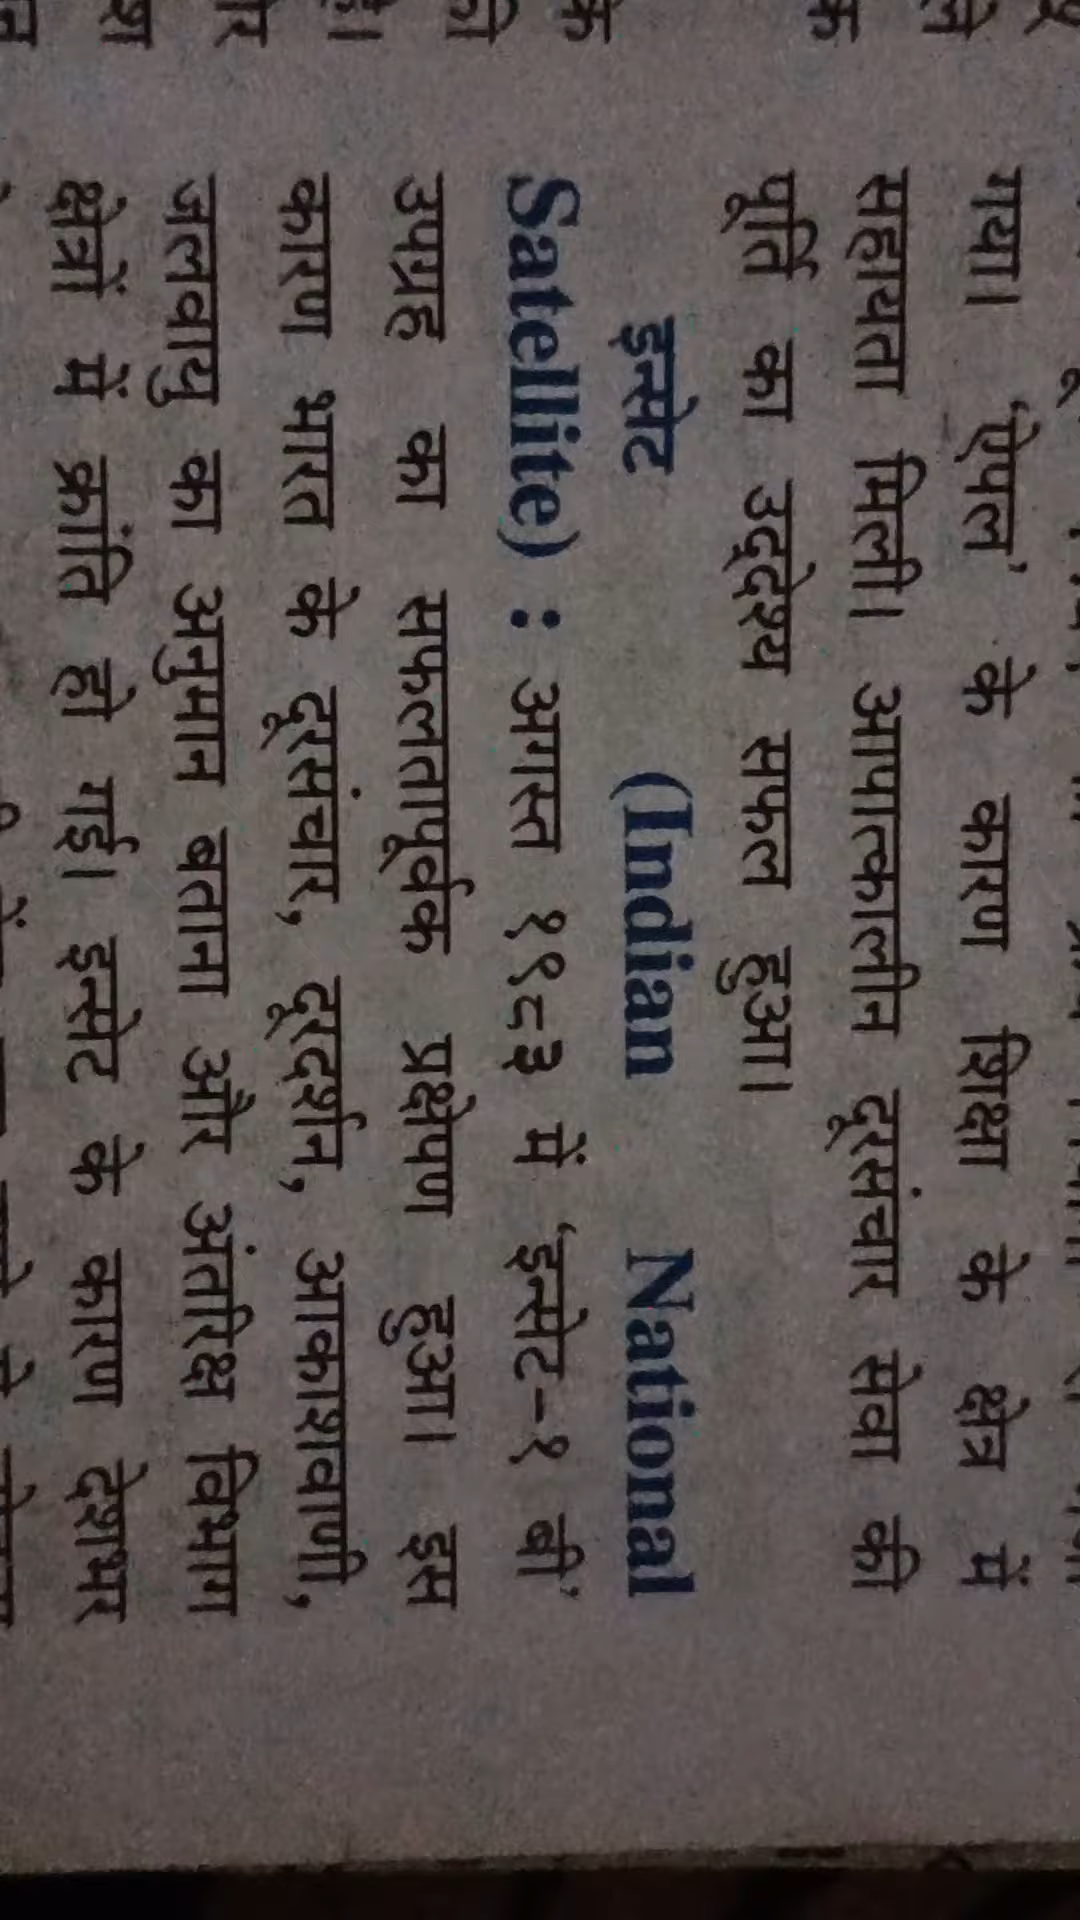 गया। ‘ऐपल’ के कारण शिक्षा के क्षेत्र में
सहायता मिली। आपात्कालीन दूरसंचार सेवा की
पूर्ति का उद्देश्य सफल हुआ।
इन्सेट (Indian National
Satellite) : अगस्त १९८३ में ‘इन्सेट-१ बी’
उपग्रह का सफलतापूर्वक प्रक्षेपण हुआ। इस
कारण भारत के दूरसंचार, दूरदर्शन, आकाशवाणी,
जलवायु का अनुमान बताना और अंतरिक्ष विभाग
क्षेत्रों में क्रांति हो गई। इन्सेट के कारण देशभर